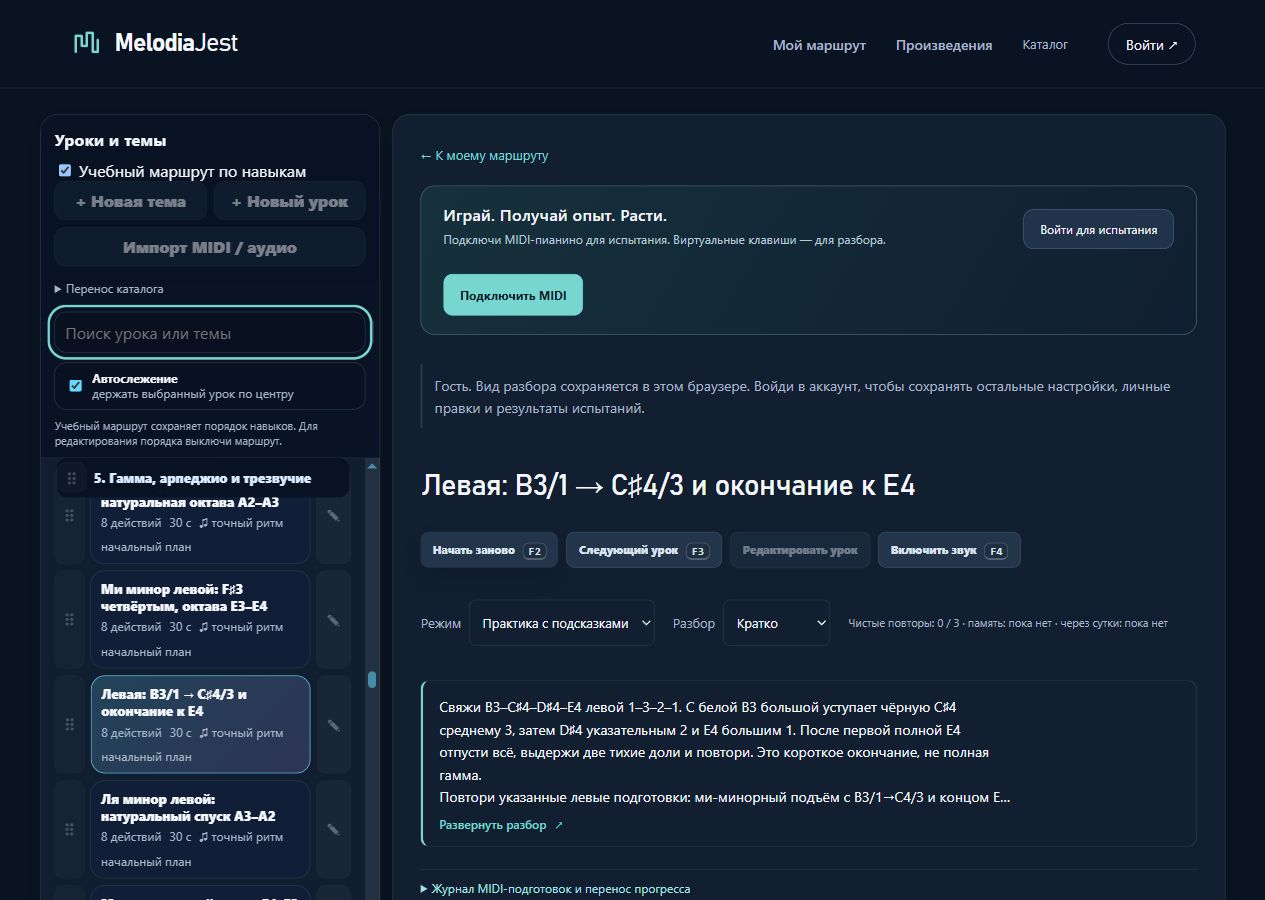 MelodiaJest
Мой маршрут
Произведения
Каталог
Войти ↗
Уроки и темы
Учебный маршрут по навыкам
+ Новая тема
+ Новый урок
Импорт MIDI / аудио
▶ Перенос каталога
Поиск урока или темы
Автослежение
держать выбранный урок по центру
Учебный маршрут сохраняет порядок навыков. Для
редактирования порядка выключи маршрут.
5. Гамма, арпеджио и трезвучие
натуральная октава A2–A3
8 действий 30 с ♫ точный ритм
начальный план
Ми минор левой: F♯3
четвёртым, октава E3–E4
8 действий 30 с ♫ точный ритм
начальный план
Левая: B3/1 → C♯4/3 и
окончание к E4
8 действий 30 с ♫ точный ритм
начальный план
Ля минор левой:
натуральный спуск A3–A2
8 действий 30 с ♫ точный ритм
начальный план
← К моему маршруту
Играй. Получай опыт. Расти.
Подключи MIDI-пианино для испытания. Виртуальные клавиши — для разбора.
Войти для испытания
Подключить MIDI
Гость. Вид разбора сохраняется в этом браузере. Войди в аккаунт, чтобы сохранять остальные настройки, личные
правки и результаты испытаний.
Левая: B3/1 → C♯4/3 и окончание к E4
Начать заново F2
Следующий урок F3
Редактировать урок
Включить звук F4
Режим
Практика с подсказками
Разбор
Кратко
Чистые повторы: 0 / 3 · память: пока нет · через сутки: пока нет
Свяжи B3–C♯4–D♯4–E4 левой 1–3–2–1. С белой B3 большой уступает чёрную C♯4
среднему 3, затем D♯4 указательным 2 и E4 большим 1. После первой полной E4
отпусти всё, выдержи две тихие доли и повтори. Это короткое окончание, не полная
гамма.
Повтори указанные левые подготовки: ми-минорный подъём с B3/1→C4/3 и концом E...
Развернуть разбор ↗
▶ Журнал MIDI-подготовок и перенос прогресса